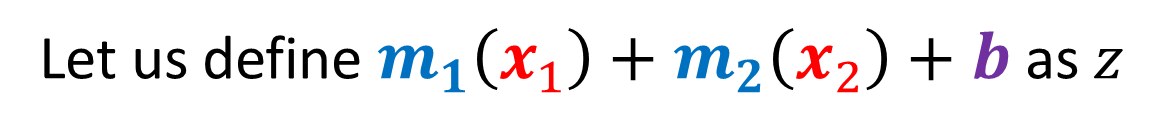 Let us define m₁(x₁) + m₂(x₂) + b as z